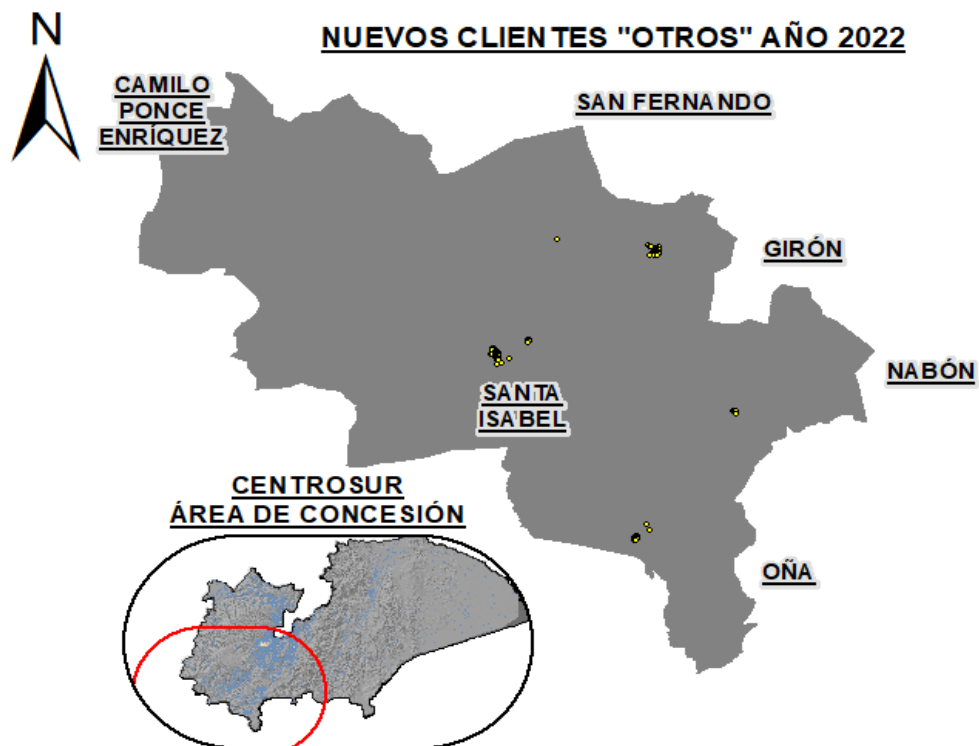 N
NUEVOS CLIENTES "OTROS" AÑO 2022
CAMILO
PONCE
ENRÍQUEZ
SAN FERNANDO
GIRÓN
NABÓN
SANTA
ISABEL
CENTROSUR
ÁREA DE CONCESIÓN
OÑA